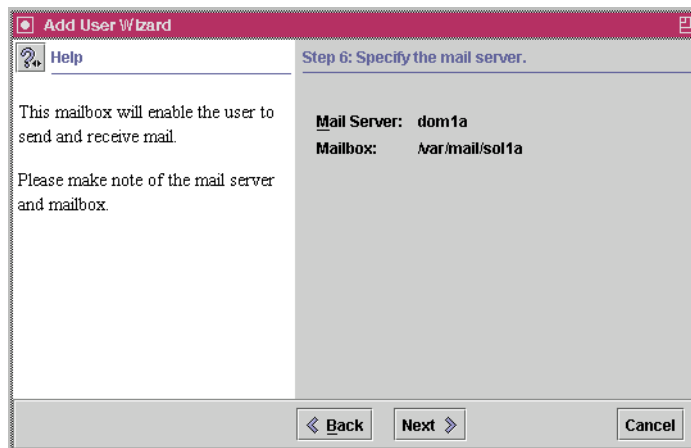 Add User Wizard
Help
Step 6: Specify the mail server.
This mailbox will enable the user to
send and receive mail.
Please make note of the mail server
and mailbox.
Mail Server: dom1a
Mailbox: /var/mail/sol1a
Back Next Cancel